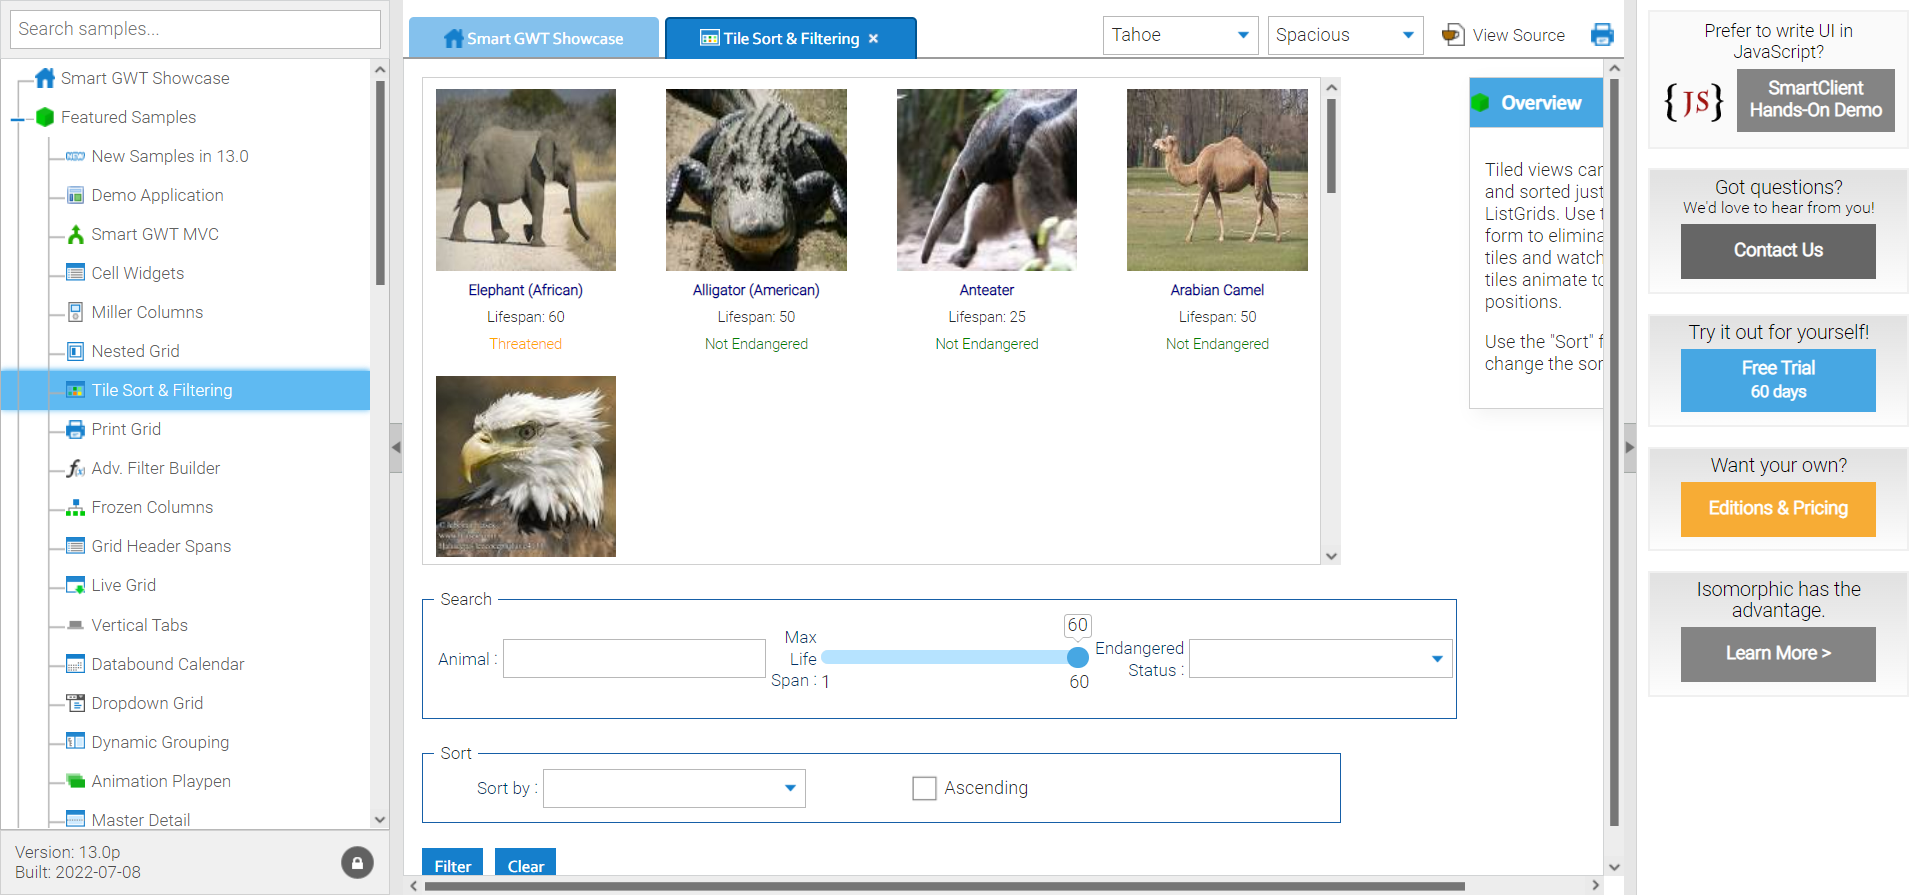 Search samples...
Smart GWT Showcase
Featured Samples
New Samples in 13.0
Demo Application
Smart GWT MVC
Cell Widgets
Miller Columns
Nested Grid
Tile Sort & Filtering
Print Grid
Adv. Filter Builder
Frozen Columns
Grid Header Spans
Live Grid
Vertical Tabs
Databound Calendar
Dropdown Grid
Dynamic Grouping
Animation Playpen
Master Detail
Version: 13.0p
Built: 2022-07-08
Smart GWT Showcase
Tile Sort & Filtering
Tahoe
Spacious
View Source
Elephant (African)
Lifespan: 60
Threatened
Alligator (American)
Lifespan: 50
Not Endangered
Anteater
Lifespan: 25
Not Endangered
Arabian Camel
Lifespan: 50
Not Endangered
Overview
Tiled views can
and sorted just
ListGrids. Use
form to elimina
tiles and watch
tiles animate to
positions.
Use the "Sort" f
change the sor
Search
Animal :
Max
Life
Span :
60
1
60
Endangered
Status :
Sort
Sort by :
Ascending
Filter
Clear
Prefer to write UI in
JavaScript?
{JS}
SmartClient
Hands-On Demo
Got questions?
We'd love to hear from you!
Contact Us
Try it out for yourself!
Free Trial
60 days
Want your own?
Editions & Pricing
Isomorphic has the
advantage.
Learn More >